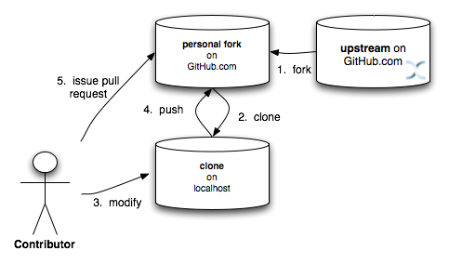 personal fork
on
GitHub.com
upstream on
GitHub.com
1. fork
5. issue pull
request
4. push
2. clone
clone
on
localhost
3. modify
Contributor